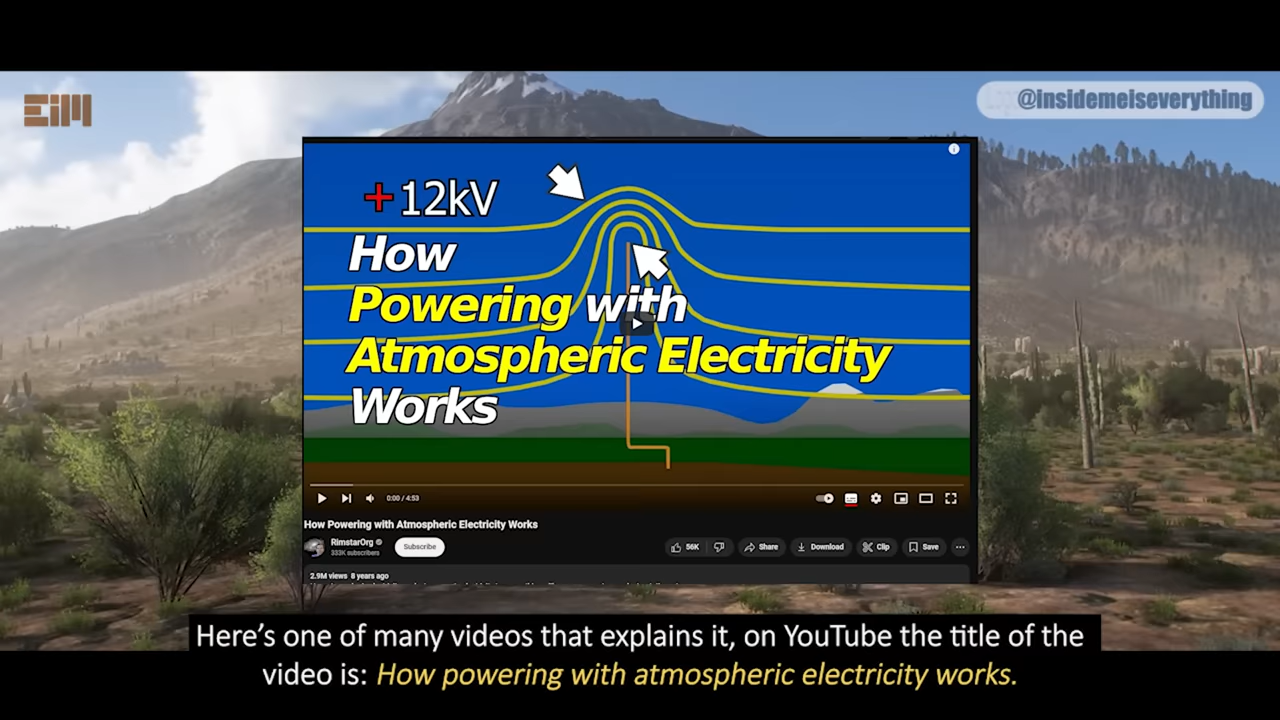 EiM
@insidemeiseverything
+12kV
How
Powering with
Atmospheric Electricity
Works
0:00 / 4:53
How Powering with Atmospheric Electricity Works
RimstarOrg
333K subscribers
Subscribe
56K
Share
Download
Clip
Save
2.9M views 8 years ago
Here's one of many videos that explains it, on YouTube the title of the
video is: How powering with atmospheric electricity works.